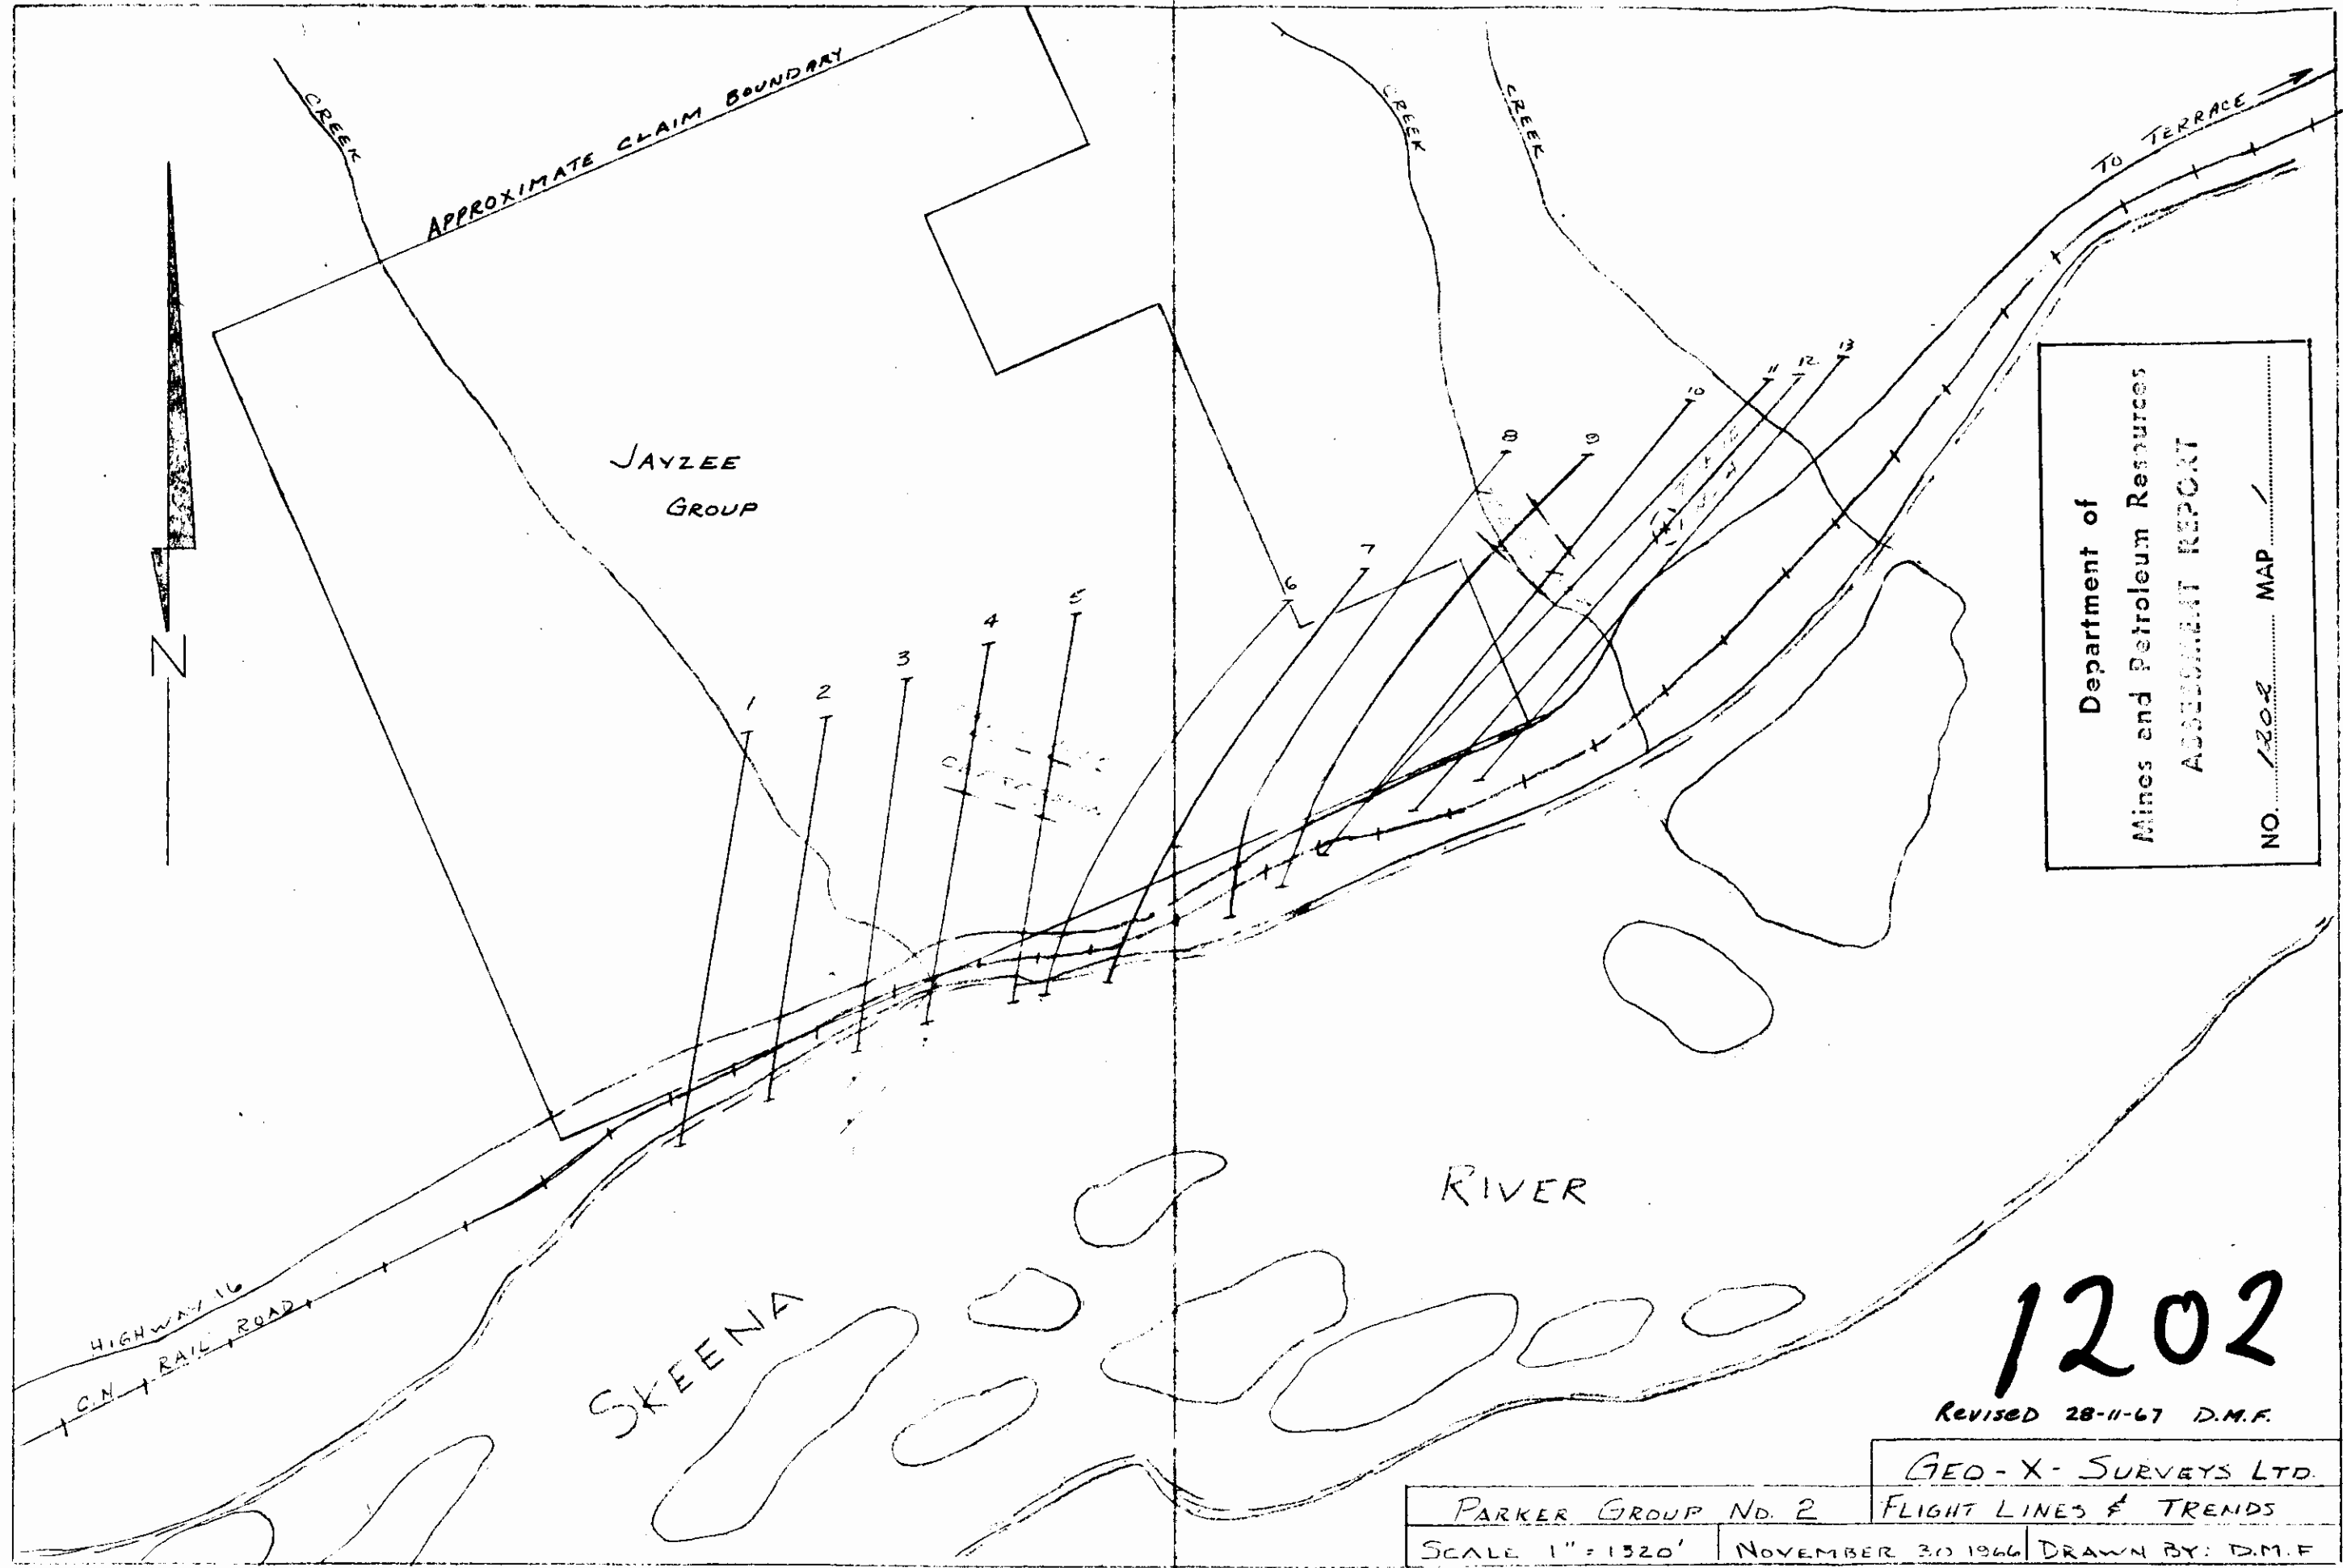 APPROXIMATE CLAIM BOUNDARY
CREEK
CREEK
CREEK
TO TERRACE
JAYZEE
GROUP
N
1
2
3
4
5
6
7
8
9
10
11
12
13
Department of
Mines and Petroleum Resources
ASSESSMENT REPORT
NO. 1202 MAP 1
HIGHWAY 16
C.N. RAIL ROAD
SKEENA
RIVER
1202
REVISED 28-11-67 D.M.F.
GEO-X-SURVEYS LTD.
PARKER GROUP NO. 2
FLIGHT LINES & TRENDS
SCALE 1" = 1320'
NOVEMBER 30 1966
DRAWN BY: D.M.F